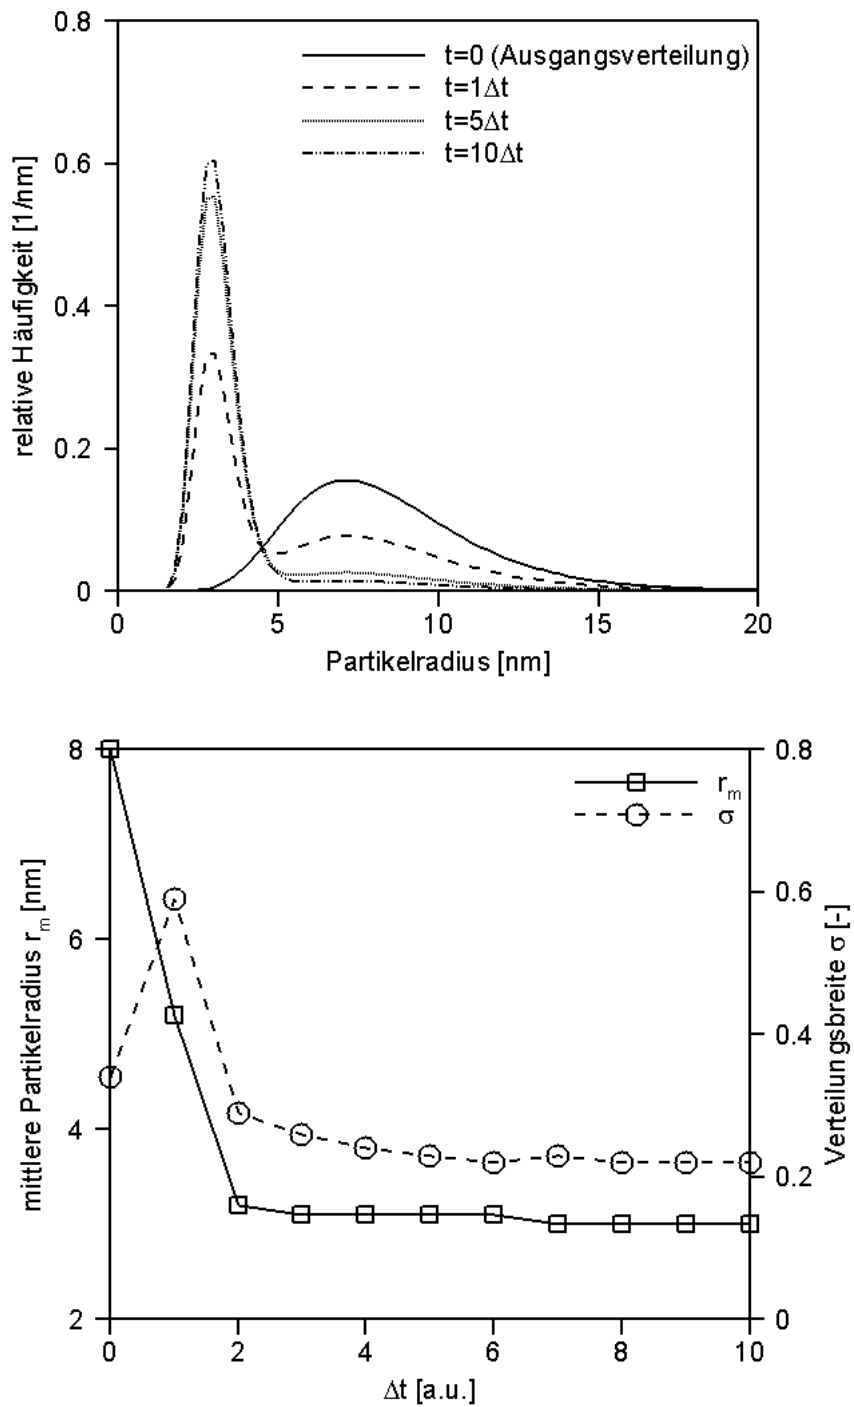 0.8
t=0 (Ausgangsverteilung)
t=1Δt
t=5Δt
t=10Δt
0.6
0.4
0.2
0
relative Häufigkeit [1/nm]
0 5 10 15 20
Partikelradius [nm]
8 0.8
rm
σ
0.6
6
0.4
4
0.2
2 0
mittlere Partikelradius rm [nm]
Verteilungsbreite σ [-]
0 2 4 6 8 10
Δt [a.u.]